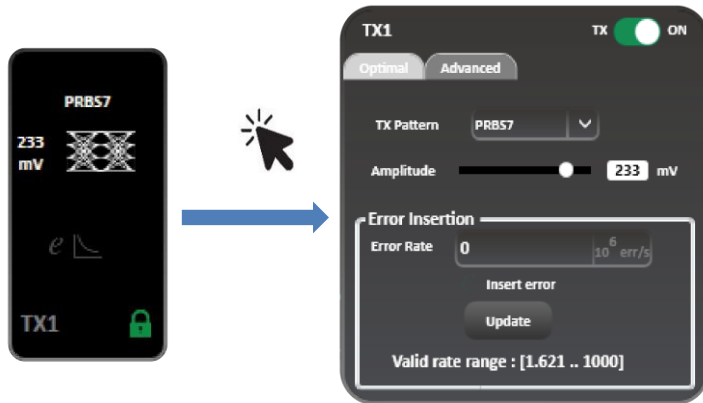 PRBS7
233
mV
e
TX1
TX1
TX ON
Optimal Advanced
TX Pattern PRBS7
Amplitude 233 mV
Error Insertion
Error Rate 0 10^6 err/s
Insert error
Update
Valid rate range : [1.621 .. 1000]